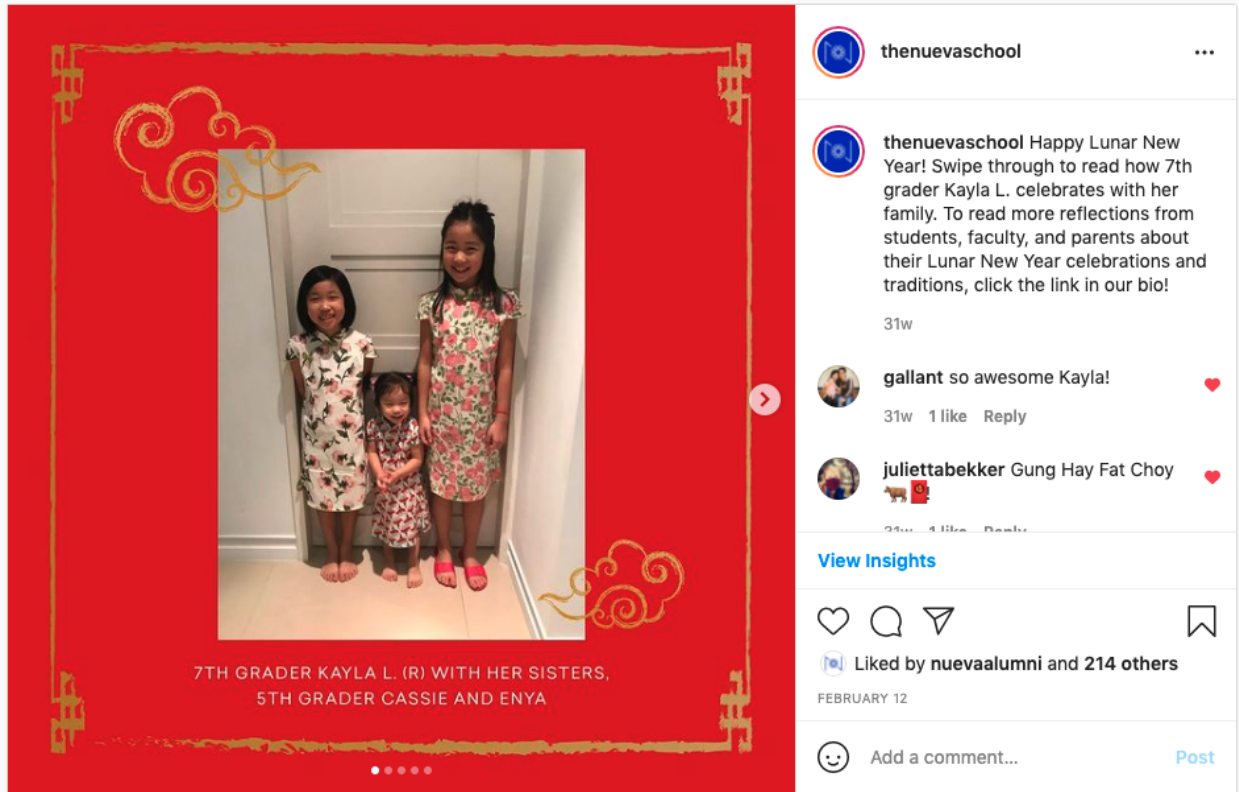 7TH GRADER KAYLA L. (R) WITH HER SISTERS,
5TH GRADER CASSIE AND ENYA
thenuevaschool
thenuevaschool Happy Lunar New
Year! Swipe through to read how 7th
grader Kayla L. celebrates with her
family. To read more reflections from
students, faculty, and parents about
their Lunar New Year celebrations and
traditions, click the link in our bio!
31w
gallant so awesome Kayla!
31w 1 like Reply
juliettabekker Gung Hay Fat Choy
🐂🧧!
31w 1 like Reply
View Insights
Liked by nuevaalumni and 214 others
FEBRUARY 12
Add a comment... Post